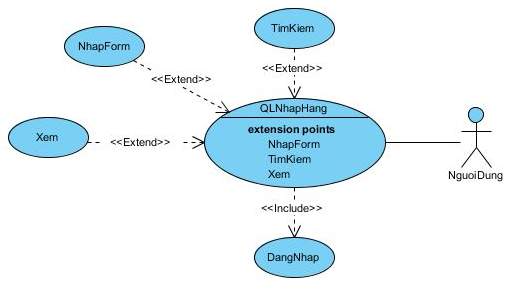 TimKiem
NhapForm
<<Extend>>
<<Extend>>
QLNhapHang
extension points
NhapForm
TimKiem
Xem
Xem
<<Extend>>
NguoiDung
<<Include>>
DangNhap